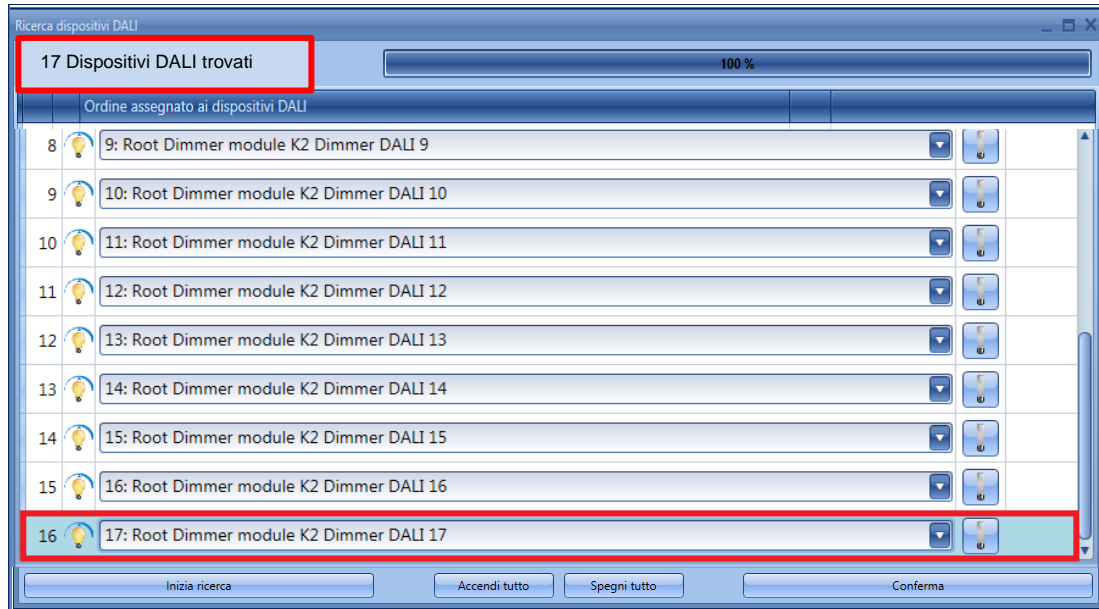 Ricerca dispositivi DALI
17 Dispositivi DALI trovati
100 %
Ordine assegnato ai dispositivi DALI
8 9: Root Dimmer module K2 Dimmer DALI 9
9 10: Root Dimmer module K2 Dimmer DALI 10
10 11: Root Dimmer module K2 Dimmer DALI 11
11 12: Root Dimmer module K2 Dimmer DALI 12
12 13: Root Dimmer module K2 Dimmer DALI 13
13 14: Root Dimmer module K2 Dimmer DALI 14
14 15: Root Dimmer module K2 Dimmer DALI 15
15 16: Root Dimmer module K2 Dimmer DALI 16
16 17: Root Dimmer module K2 Dimmer DALI 17
Inizia ricerca Accendi tutto Spegni tutto Conferma